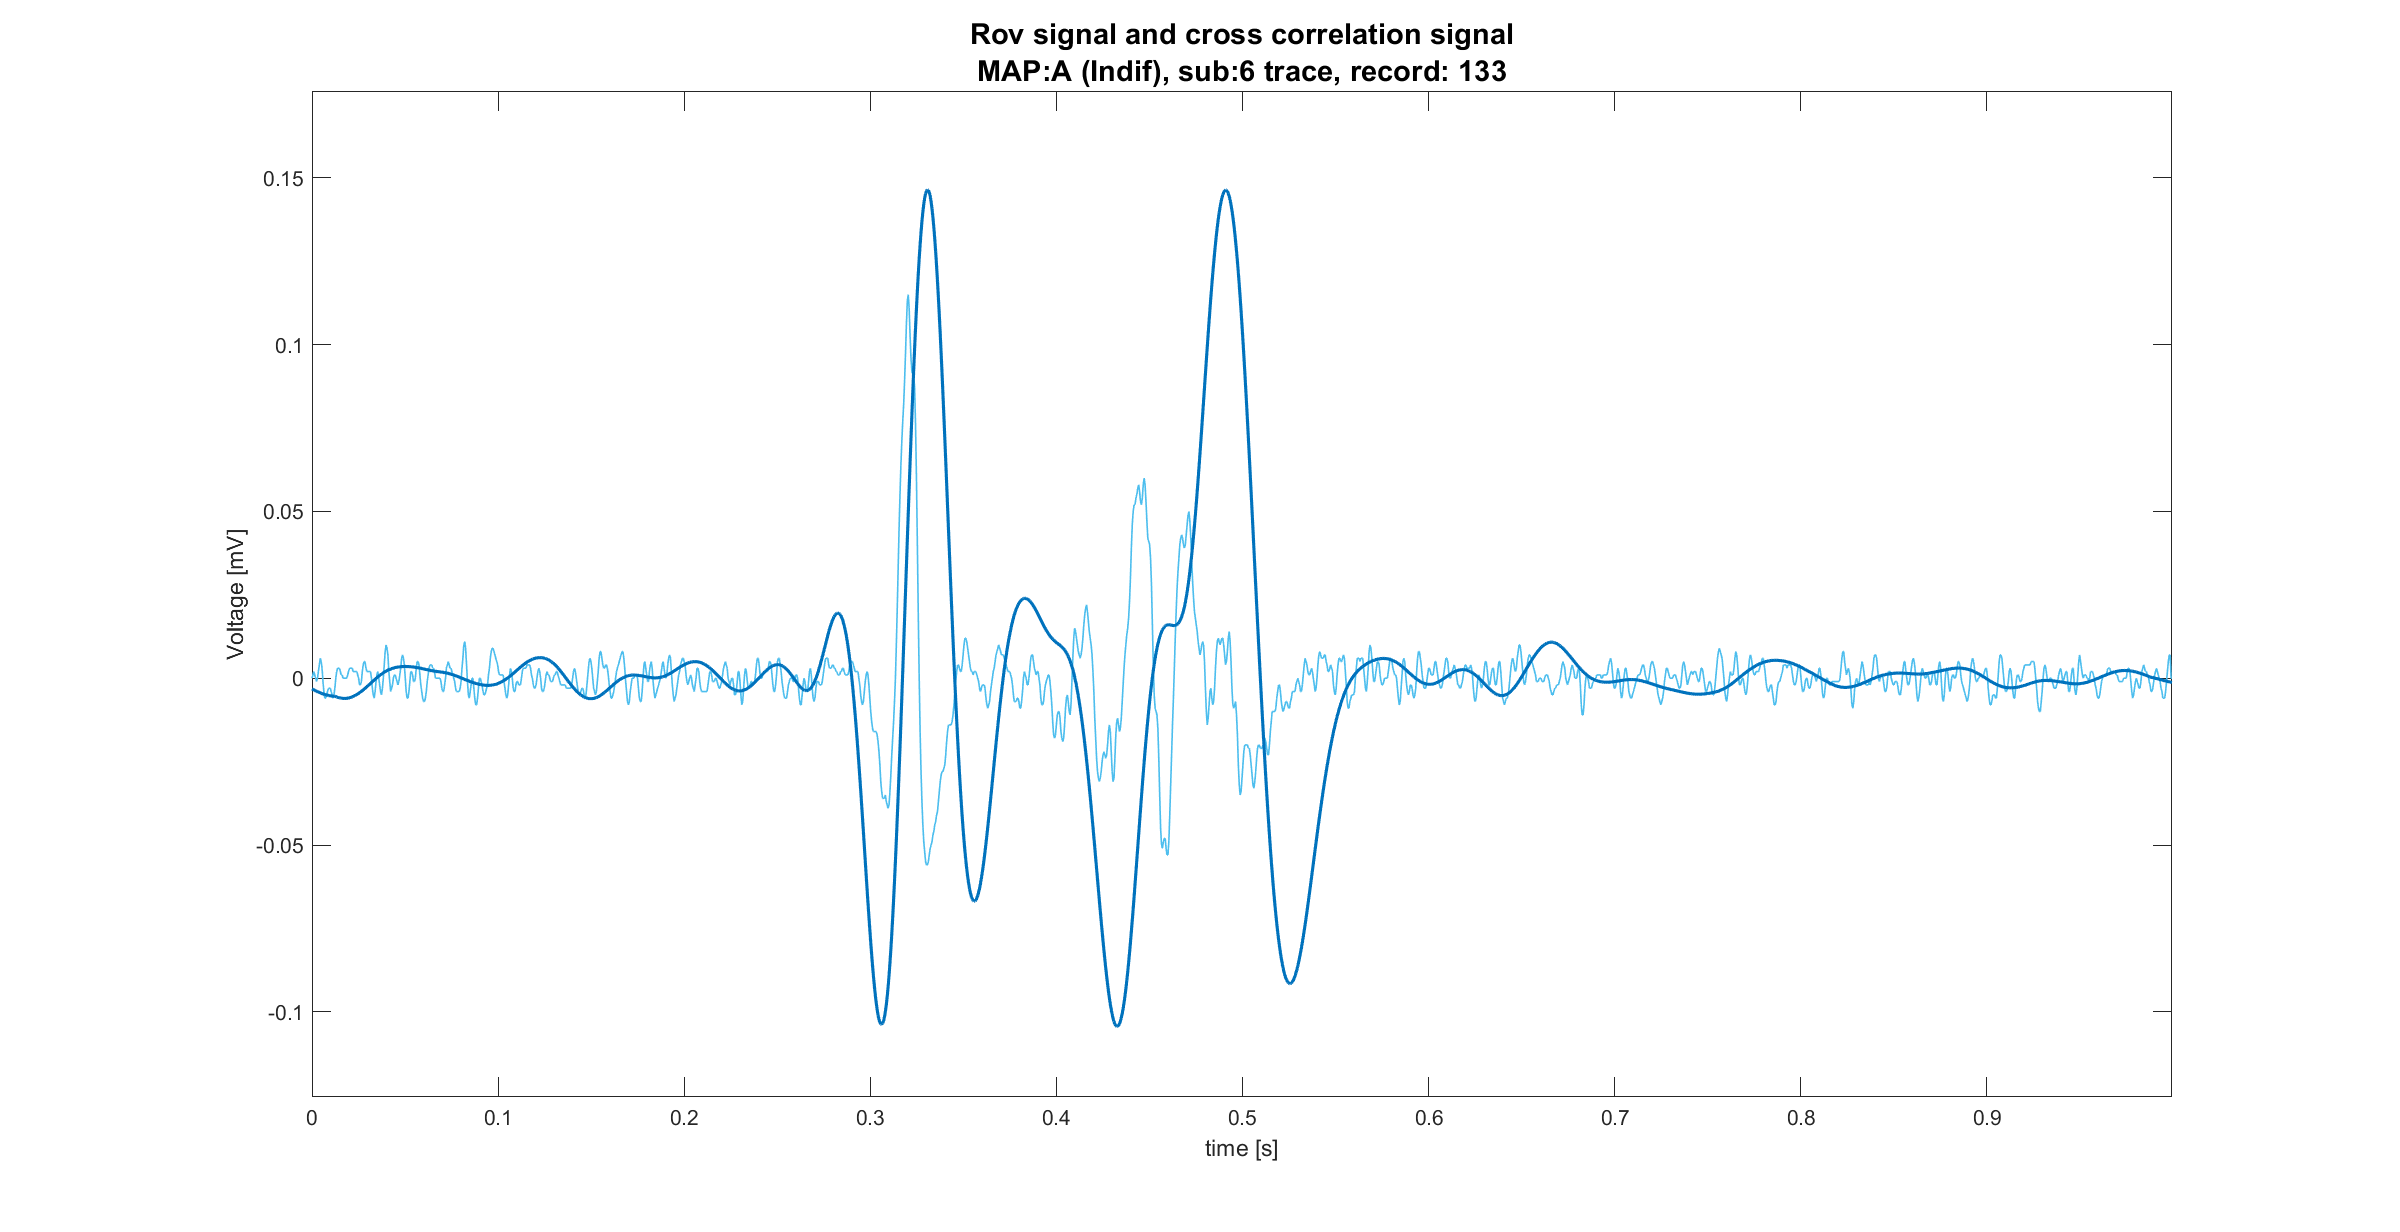 Rov signal and cross correlation signal
MAP:A (Indif), sub:6 trace, record: 133
0.15
0.1
0.05
0
-0.05
-0.1
Voltage [mV]
0 0.1 0.2 0.3 0.4 0.5 0.6 0.7 0.8 0.9
time [s]